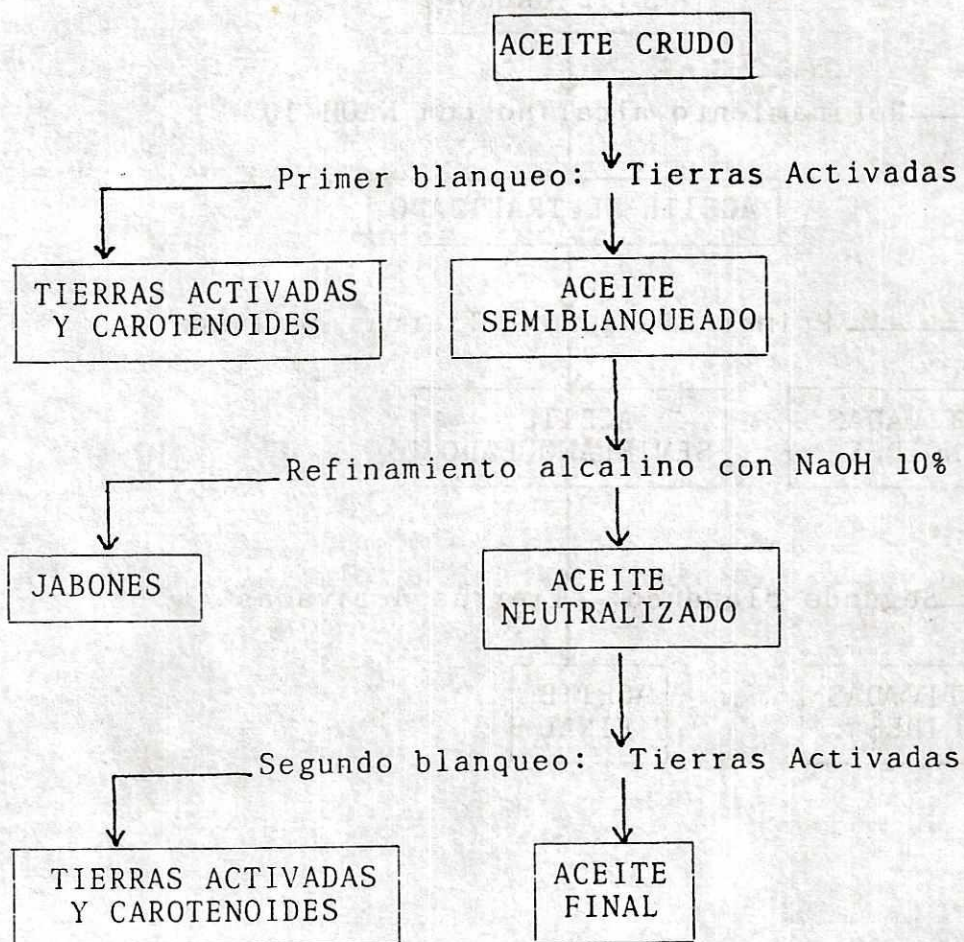 ACEITE CRUDO
Primer blanqueo: Tierras Activadas
TIERRAS ACTIVADAS
Y CAROTENOIDES
ACEITE
SEMIBLANQUEADO
Refinamiento alcalino con NaOH 10%
JABONES
ACEITE
NEUTRALIZADO
Segundo blanqueo: Tierras Activadas
TIERRAS ACTIVADAS
Y CAROTENOIDES
ACEITE
FINAL